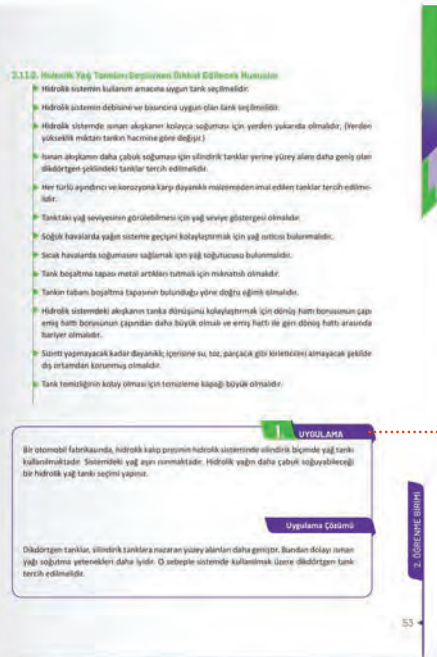 2.11.2. Hidrolik Yağ Tankları Seçilirken Dikkat Edilecek Hususlar
Hidrolik sistemin kullanım amacına uygun tank seçilmelidir.
Hidrolik sistemin debisine ve basıncına uygun olan tank seçilmelidir.
Hidrolik sistemde ısınan akışkanın kolayca soğuması için yerden yukarıda olmalıdır. (Yerden
yükseklik miktarı tankın hacmine göre değişir.)
Isınan akışkanın daha çabuk soğuması için silindirik tanklar yerine yüzey alanı daha geniş olan
dikdörtgen şeklindeki tanklar tercih edilmelidir.
Her türlü aşındırıcı ve korozyona karşı dayanıklı malzemeden imal edilen tanklar tercih edilme-
lidir.
Tanktaki yağ seviyesinin görülebilmesi için yağ seviye göstergesi olmalıdır.
Soğuk havalarda yağın sisteme geçişini kolaylaştırmak için yağ ısıtıcısı bulunmalıdır.
Sıcak havalarda soğumasını sağlamak için yağ soğutucusu bulunmalıdır.
Tank boşaltma tapası metal artıkları tutmak için mıknatıslı olmalıdır.
Tankın tabanı boşaltma tapasının bulunduğu yöne doğru eğimli olmalıdır.
Hidrolik sistemdeki akışkanın tanka dönüşünü kolaylaştırmak için dönüş hattı borusunun çapı
emiş hattı borusunun çapından daha büyük olmalı ve emiş hattı ile geri dönüş hattı arasında
bariyer olmalıdır.
Sızıntı yapmayacak kadar dayanıklı; içerisine su, toz, parçacık gibi kirleticileri almayacak şekilde
dış ortamdan korunmuş olmalıdır.
Tank temizliğinin kolay olması için temizleme kapağı büyük olmalıdır.
1. UYGULAMA
Bir otomobil fabrikasında, hidrolik kalıp presinin hidrolik sisteminde silindirik biçimde yağ tankı
kullanılmaktadır. Sistemdeki yağ aşırı ısınmaktadır. Hidrolik yağın daha çabuk soğuyabileceği
bir hidrolik yağ tankı seçimi yapınız.
Uygulama Çözümü
Dikdörtgen tanklar, silindirik tanklara nazaran yüzey alanları daha geniştir. Bundan dolayı ısınan
yağı soğutma yetenekleri daha iyidir. O sebeple sistemde kullanılmak üzere dikdörtgen tank
tercih edilmelidir.
2. ÖĞRENME BİRİMİ
53